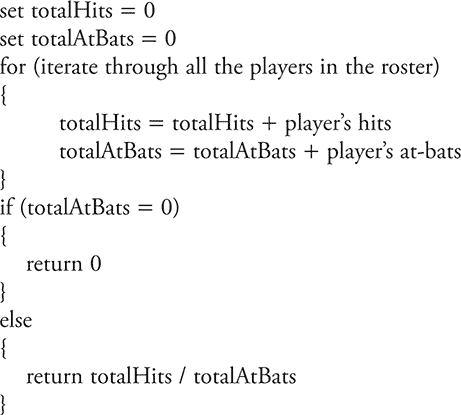 set totalHits = 0
set totalAtBats = 0
for (iterate through all the players in the roster)
{
totalHits = totalHits + player’s hits
totalAtBats = totalAtBats + player’s at-bats
}
if (totalAtBats = 0)
{
return 0
}
else
{
return totalHits / totalAtBats
}